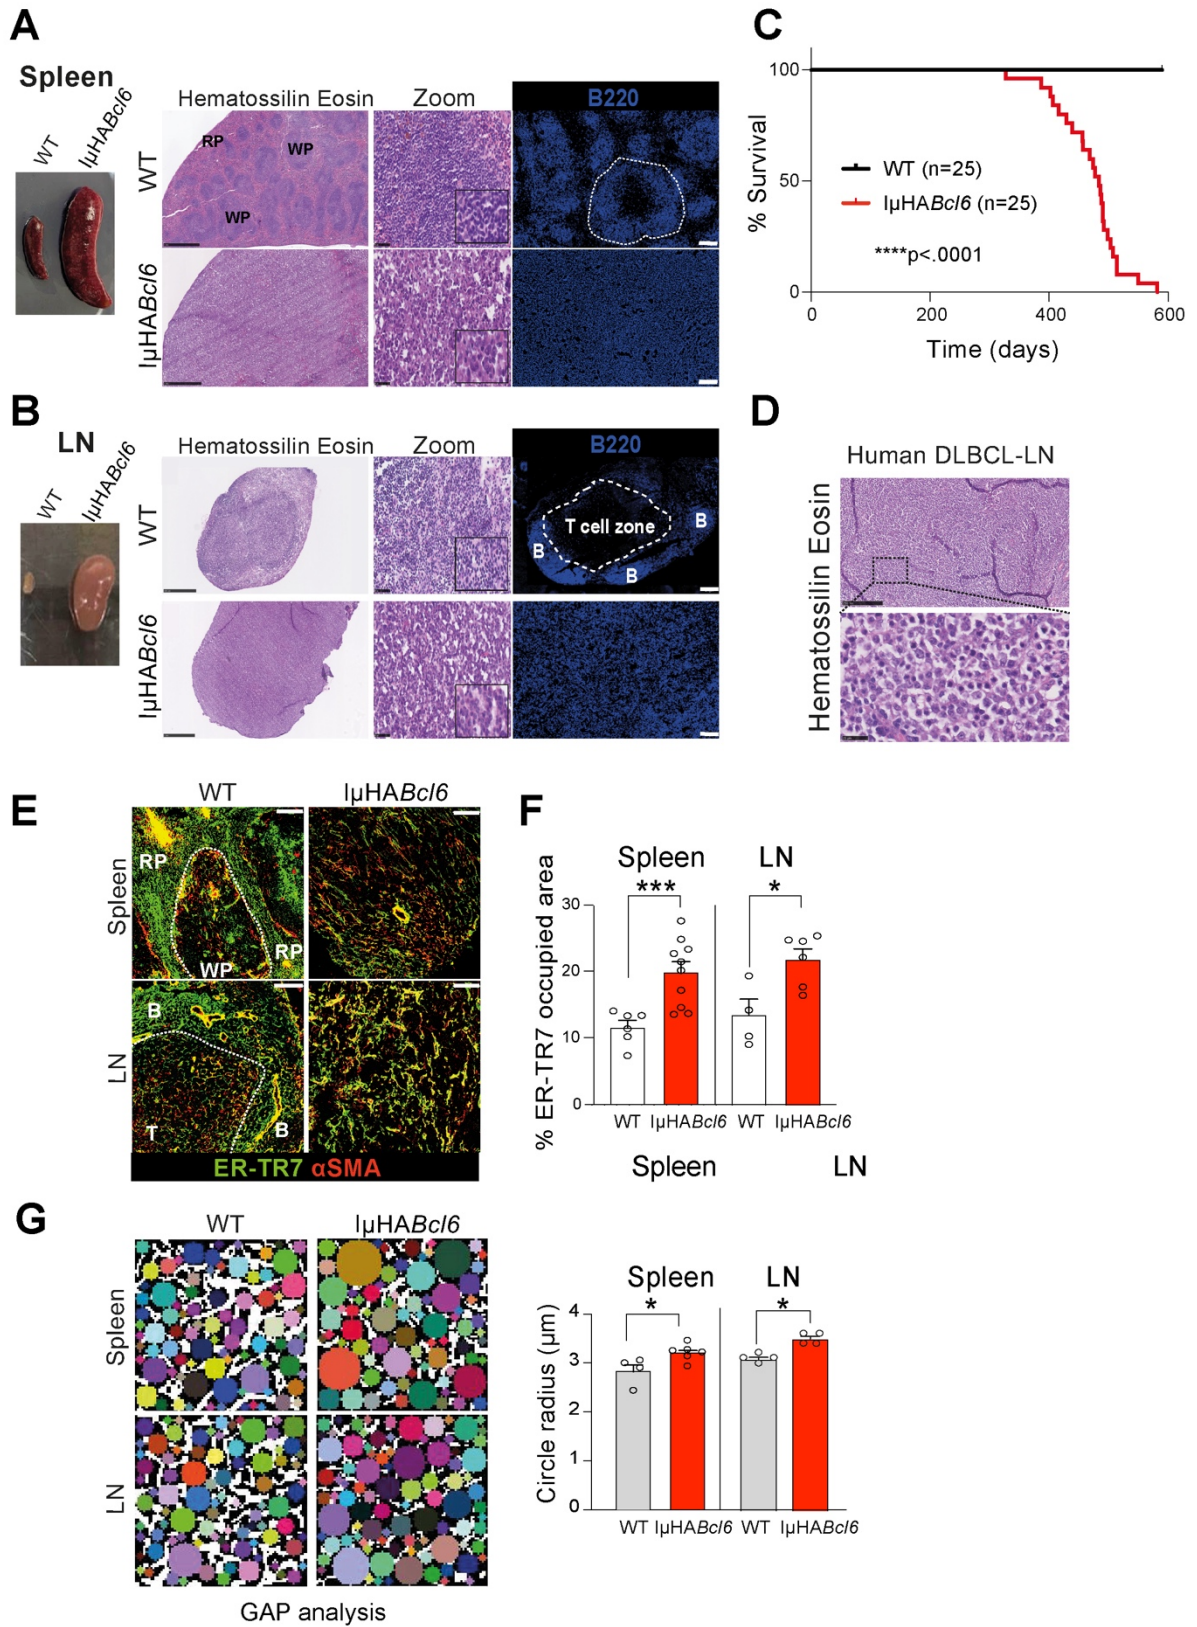 A
Spleen
WT
IµHABcl6
Hematossilin Eosin
Zoom
B220
WT
RP
WP
WP
IµHABcl6
B
LN
WT
IµHABcl6
Hematossilin Eosin
Zoom
B220
WT
T cell zone
B
B
B
IµHABcl6
C
% Survival
100
50
0
0
200
400
600
Time (days)
WT (n=25)
IµHABcl6 (n=25)
****p<.0001
D
Human DLBCL-LN
Hematossilin Eosin
E
WT
IµHABcl6
Spleen
RP
WP
RP
LN
B
T
B
ER-TR7 αSMA
F
Spleen
LN
***
*
% ER-TR7 occupied area
30
20
10
0
WT
IµHABcl6
WT
IµHABcl6
Spleen
LN
G
WT
IµHABcl6
Spleen
LN
GAP analysis
Spleen
LN
*
*
Circle radius (µm)
4
3
2
1
0
WT
IµHABcl6
WT
IµHABcl6